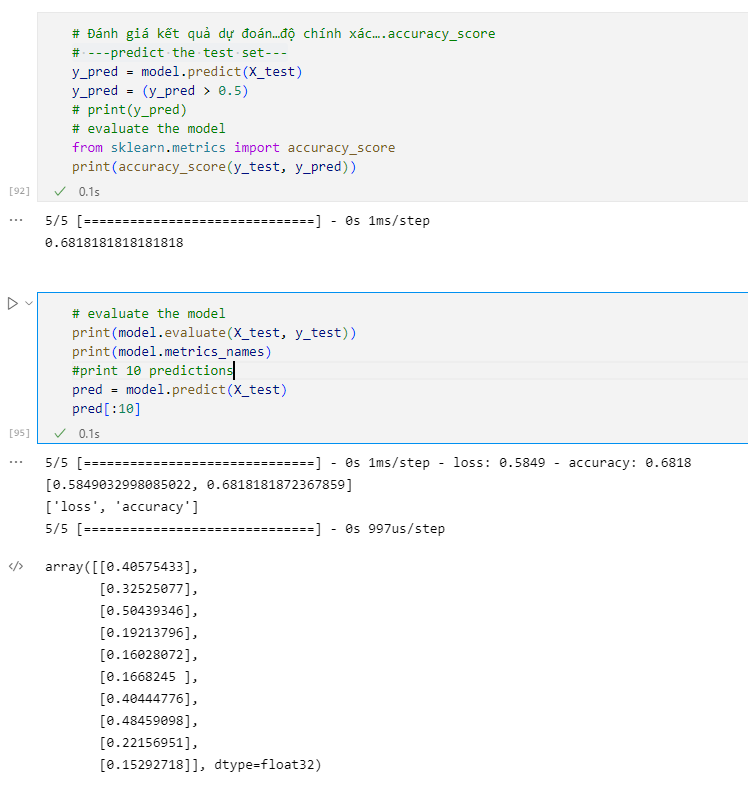 # Đánh giá kết quả dự đoán…độ chính xác….accuracy_score
# ---predict the test set---
y_pred = model.predict(X_test)
y_pred = (y_pred > 0.5)
# print(y_pred)
# evaluate the model
from sklearn.metrics import accuracy_score
print(accuracy_score(y_test, y_pred))
[92] ✓ 0.1s
... 5/5 [==============================] - 0s 1ms/step
0.6818181818181818
# evaluate the model
print(model.evaluate(X_test, y_test))
print(model.metrics_names)
#print 10 predictions
pred = model.predict(X_test)
pred[:10]
[95] ✓ 0.1s
... 5/5 [==============================] - 0s 1ms/step - loss: 0.5849 - accuracy: 0.6818
[0.5849032998085022, 0.6818181872367859]
['loss', 'accuracy']
5/5 [==============================] - 0s 997us/step
</> array([[0.40575433],
[0.32525077],
[0.50439346],
[0.19213796],
[0.16028072],
[0.1668245 ],
[0.40444776],
[0.48459098],
[0.22156951],
[0.15292718]], dtype=float32)